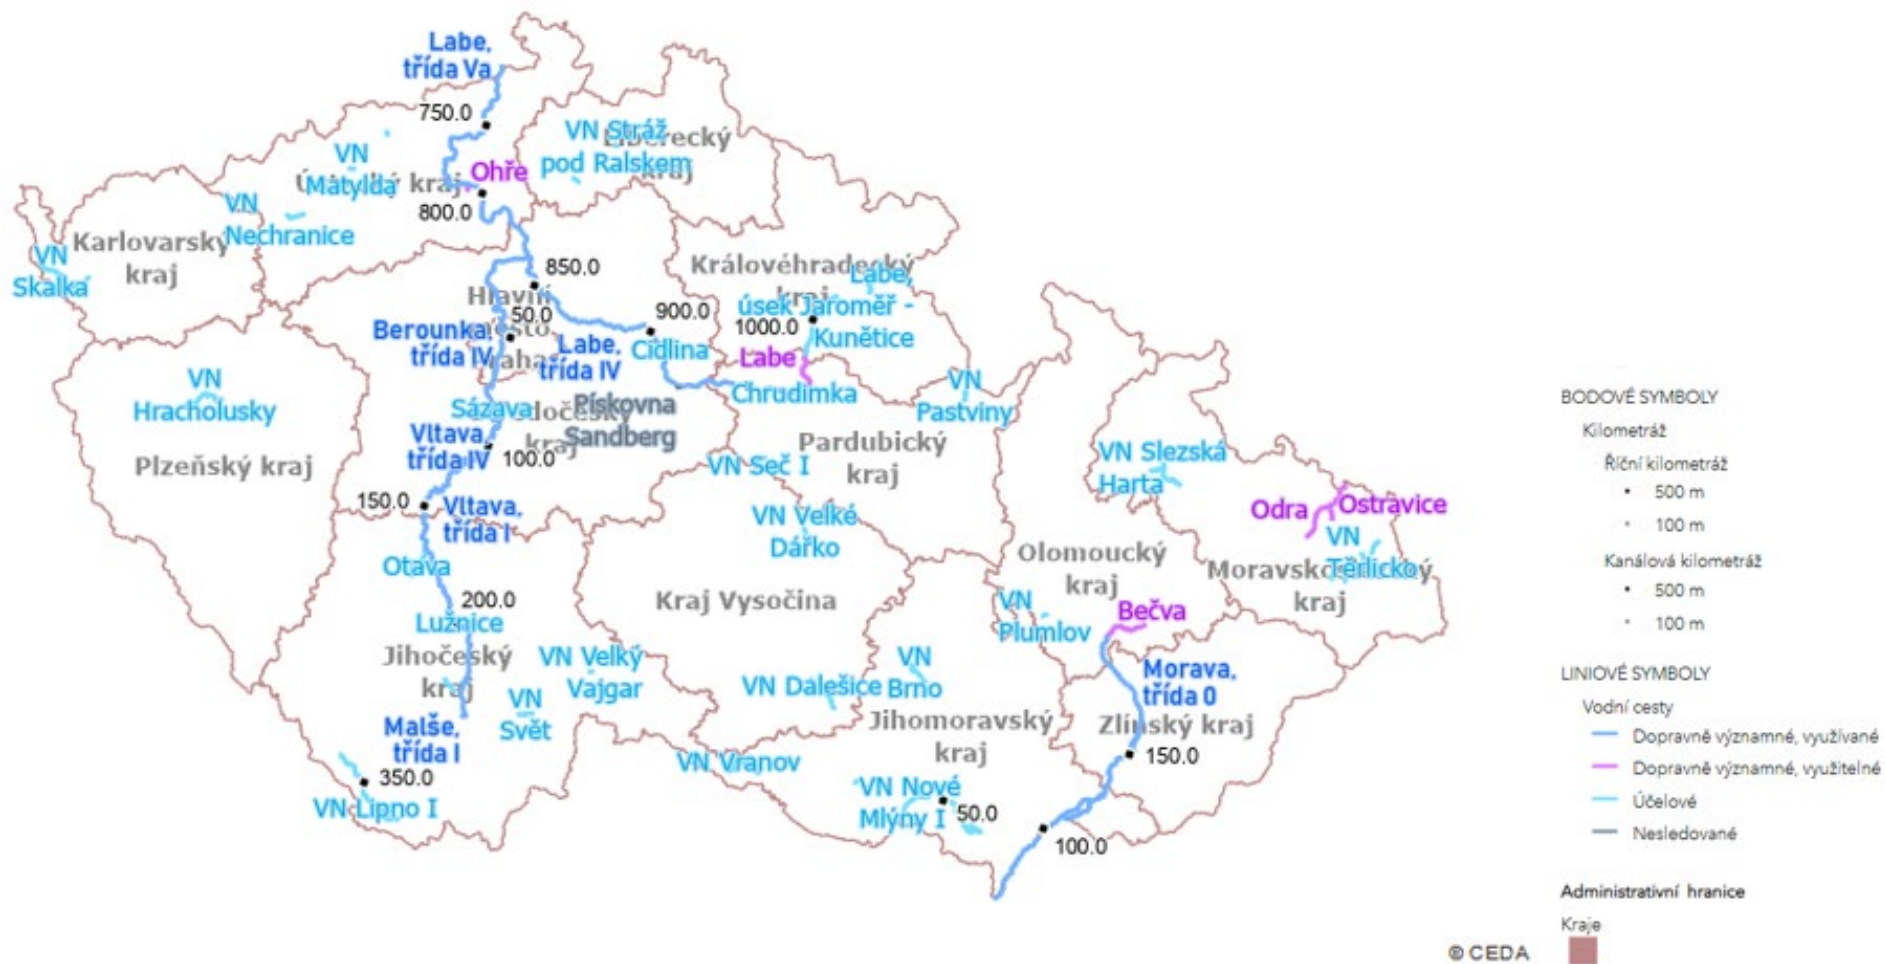 Labe,
třída Va
750.0
VN Stráž
pod Ralskem
Liberecký
kraj
VN
Matylda
Ústecký kraj
Ohře
800.0
VN
Nechranice
Karlovarský
kraj
VN
Skalka
850.0
Královéhradecký
kraj
Labe,
úsek Jaroměř -
Kunětice
Hlavní
město
Praha
50.0
900.0
1000.0
Berounka,
třída IV
Labe,
třída IV
Cidlina
Labe
VN
Hracholusky
Chrudimka
VN
Pastviny
Sázava
Pískovna
Sandberg
Vltava,
třída IV
100.0
Pardubický
kraj
Plzeňský kraj
VN Seč I
VN Slezská
Harta
150.0
Vltava,
třída I
VN Velké
Dářko
Odra
Ostravice
VN
Těrlicko
Otava
Olomoucký
kraj
kraj
200.0
Lužnice
Kraj Vysočina
VN
Plumlov
Bečva
Jihočeský
kraj
VN Velký
Vajgar
VN Dalešice
VN
Brno
Morava,
třída 0
VN
Svět
Malše,
třída I
Jihomoravský
kraj
Zlínský kraj
150.0
VN Vranov
350.0
VN Lipno I
VN Nové
Mlýny I
50.0
100.0
BODOVÉ SYMBOLY
Kilometráž
Říční kilometráž
500 m
100 m
Kanálová kilometráž
500 m
100 m
LINIOVÉ SYMBOLY
Vodní cesty
Dopravně významné, využívané
Dopravně významné, využitelné
Účelové
Nesledované
Administrativní hranice
Kraje
© CEDA